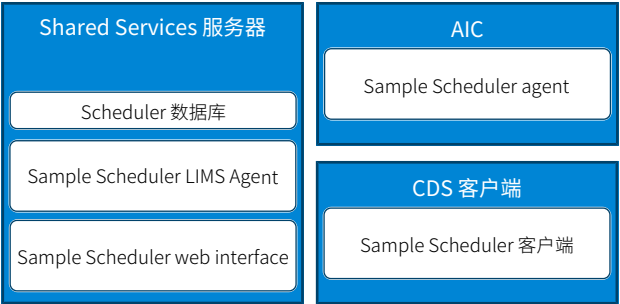 Shared Services 服务器
Scheduler 数据库
Sample Scheduler LIMS Agent
Sample Scheduler web interface
AIC
Sample Scheduler agent
CDS 客户端
Sample Scheduler 客户端